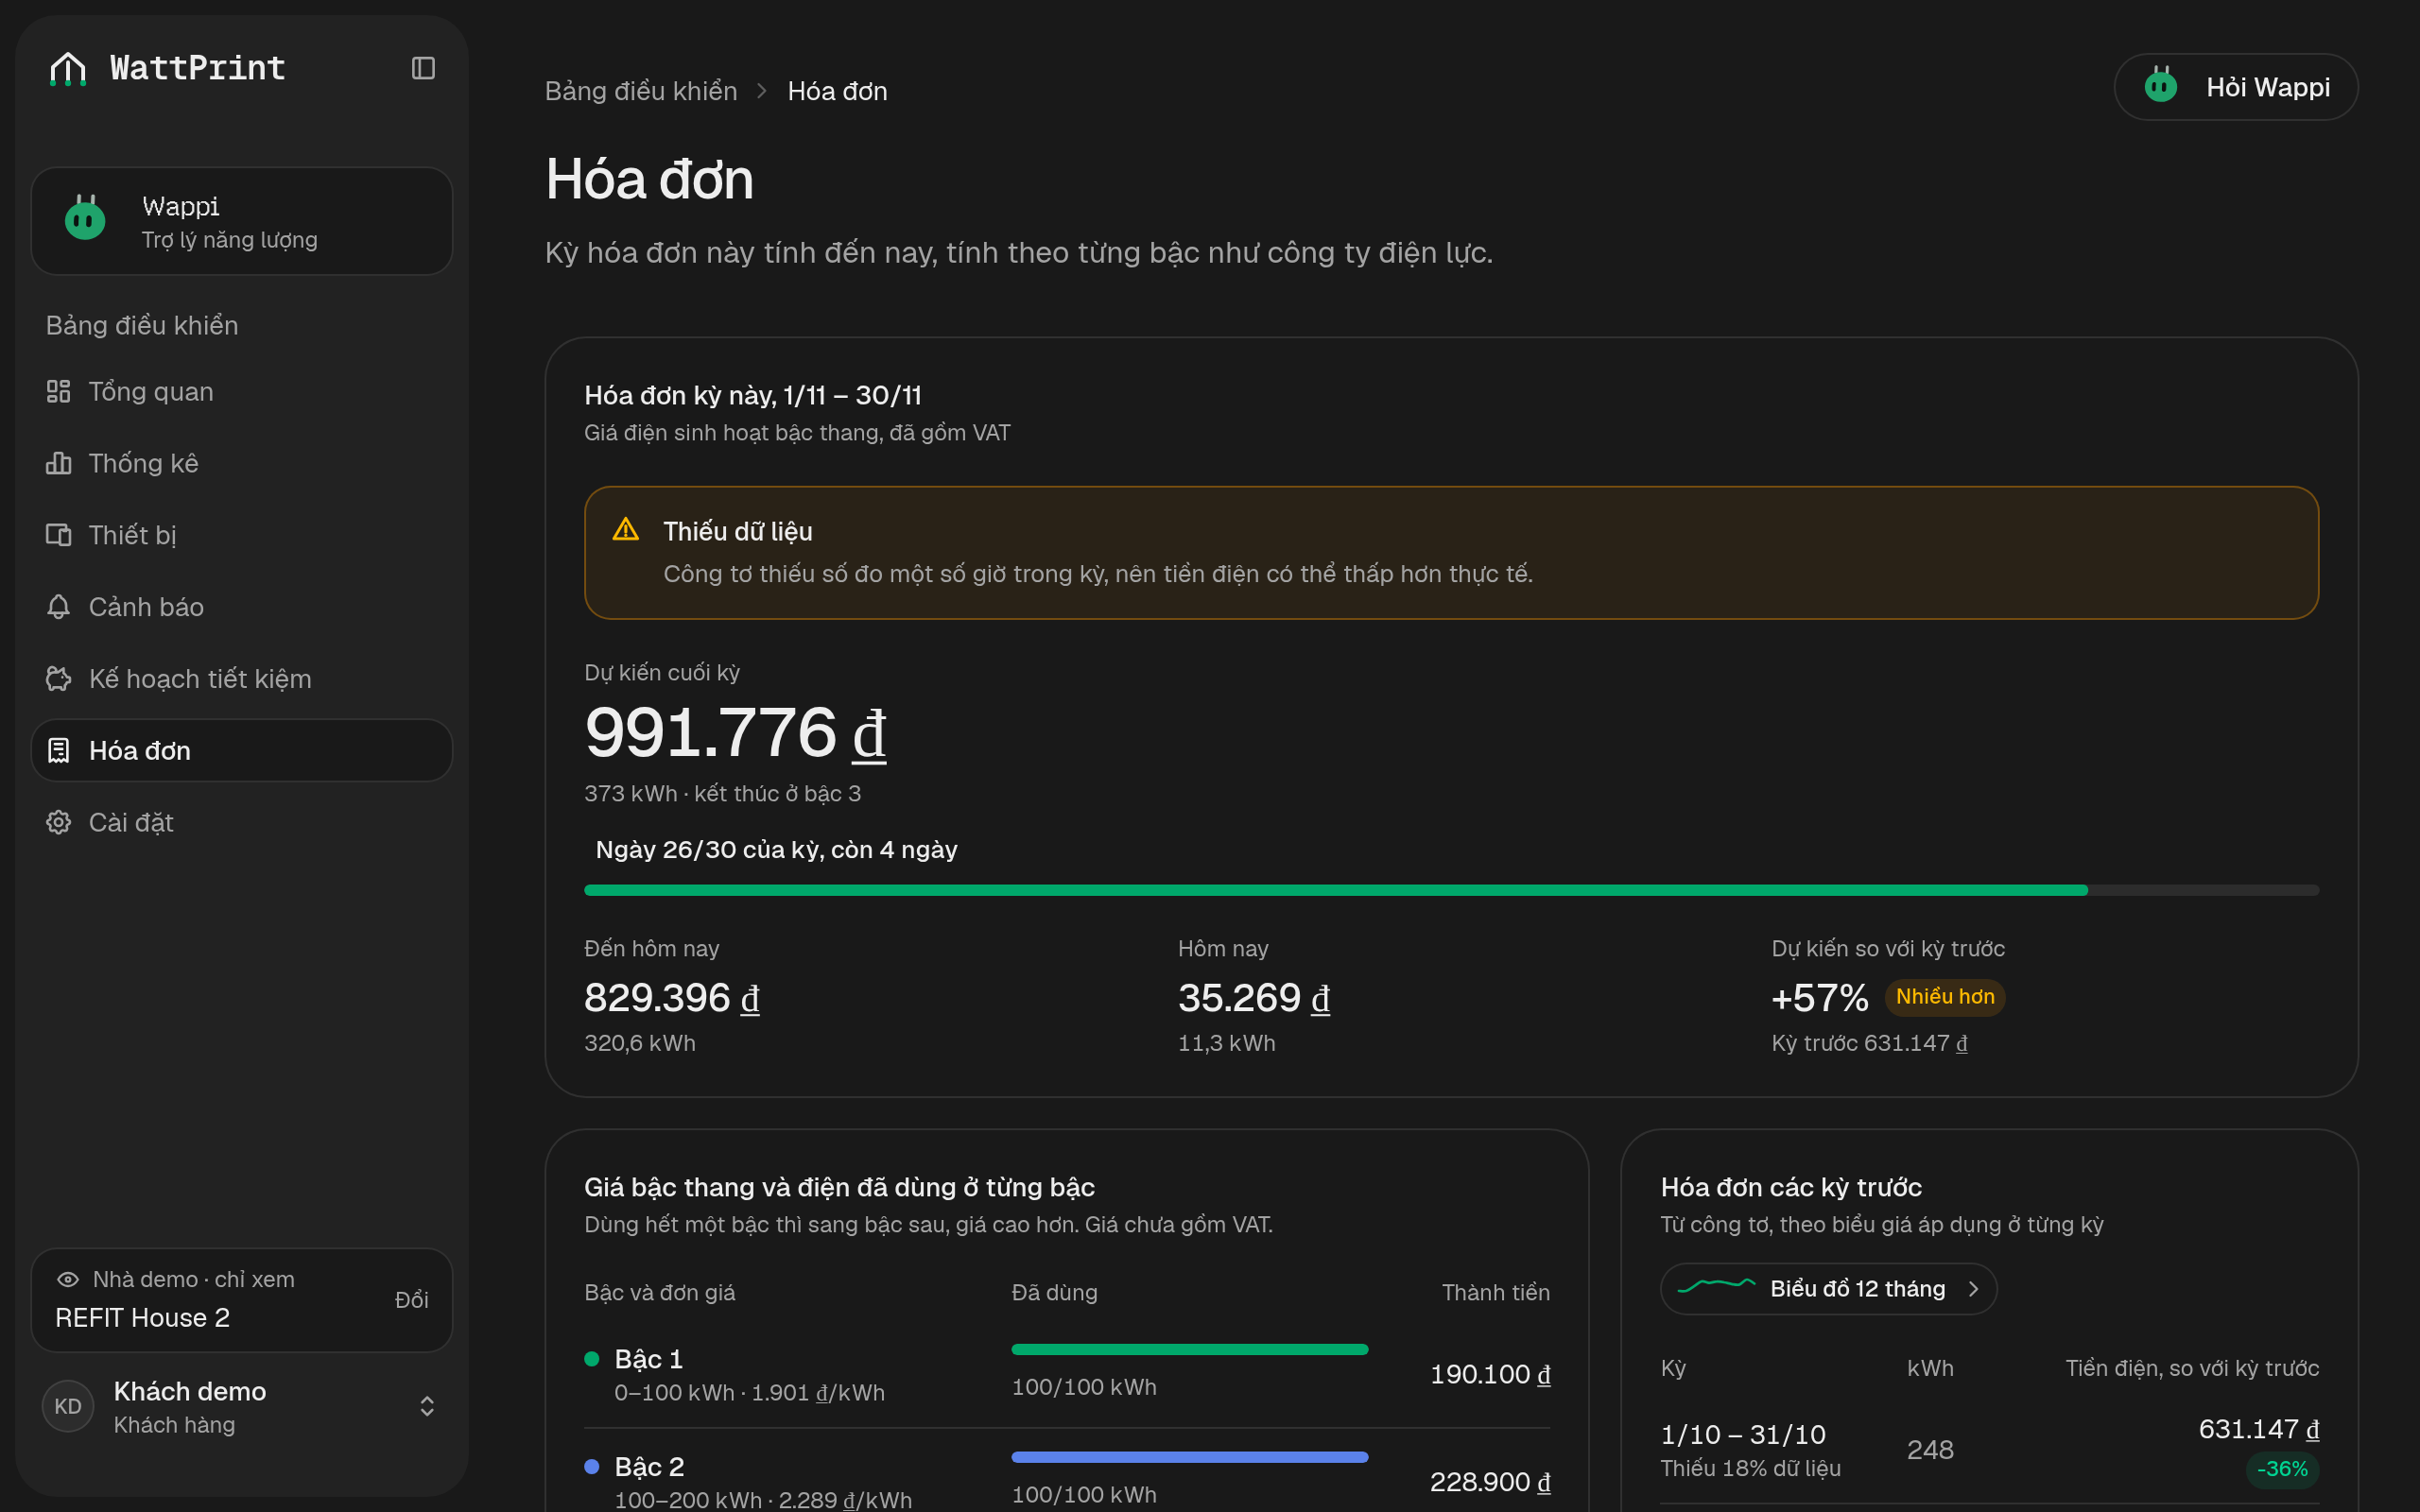 WattPrint
Wappi
Trợ lý năng lượng
Bảng điều khiển
Tổng quan
Thống kê
Thiết bị
Cảnh báo
Kế hoạch tiết kiệm
Hóa đơn
Cài đặt
Nhà demo · chỉ xem
REFIT House 2
Đổi
KD
Khách demo
Khách hàng
Bảng điều khiển > Hóa đơn
Hỏi Wappi
Hóa đơn
Kỳ hóa đơn này tính đến nay, tính theo từng bậc như công ty điện lực.
Hóa đơn kỳ này, 1/11 – 30/11
Giá điện sinh hoạt bậc thang, đã gồm VAT
Thiếu dữ liệu
Công tơ thiếu số đo một số giờ trong kỳ, nên tiền điện có thể thấp hơn thực tế.
Dự kiến cuối kỳ
991.776 ₫
373 kWh · kết thúc ở bậc 3
Ngày 26/30 của kỳ, còn 4 ngày
Đến hôm nay
829.396 ₫
320,6 kWh
Hôm nay
35.269 ₫
11,3 kWh
Dự kiến so với kỳ trước
+57% Nhiều hơn
Kỳ trước 631.147 ₫
Giá bậc thang và điện đã dùng ở từng bậc
Dùng hết một bậc thì sang bậc sau, giá cao hơn. Giá chưa gồm VAT.
Bậc và đơn giá Đã dùng Thành tiền
Bậc 1
0–100 kWh · 1.901 ₫/kWh
100/100 kWh
190.100 ₫
Bậc 2
100–200 kWh · 2.289 ₫/kWh
100/100 kWh
228.900 ₫
Hóa đơn các kỳ trước
Từ công tơ, theo biểu giá áp dụng ở từng kỳ
Biểu đồ 12 tháng
Kỳ kWh Tiền điện, so với kỳ trước
1/10 – 31/10
Thiếu 18% dữ liệu
248
631.147 ₫
-36%